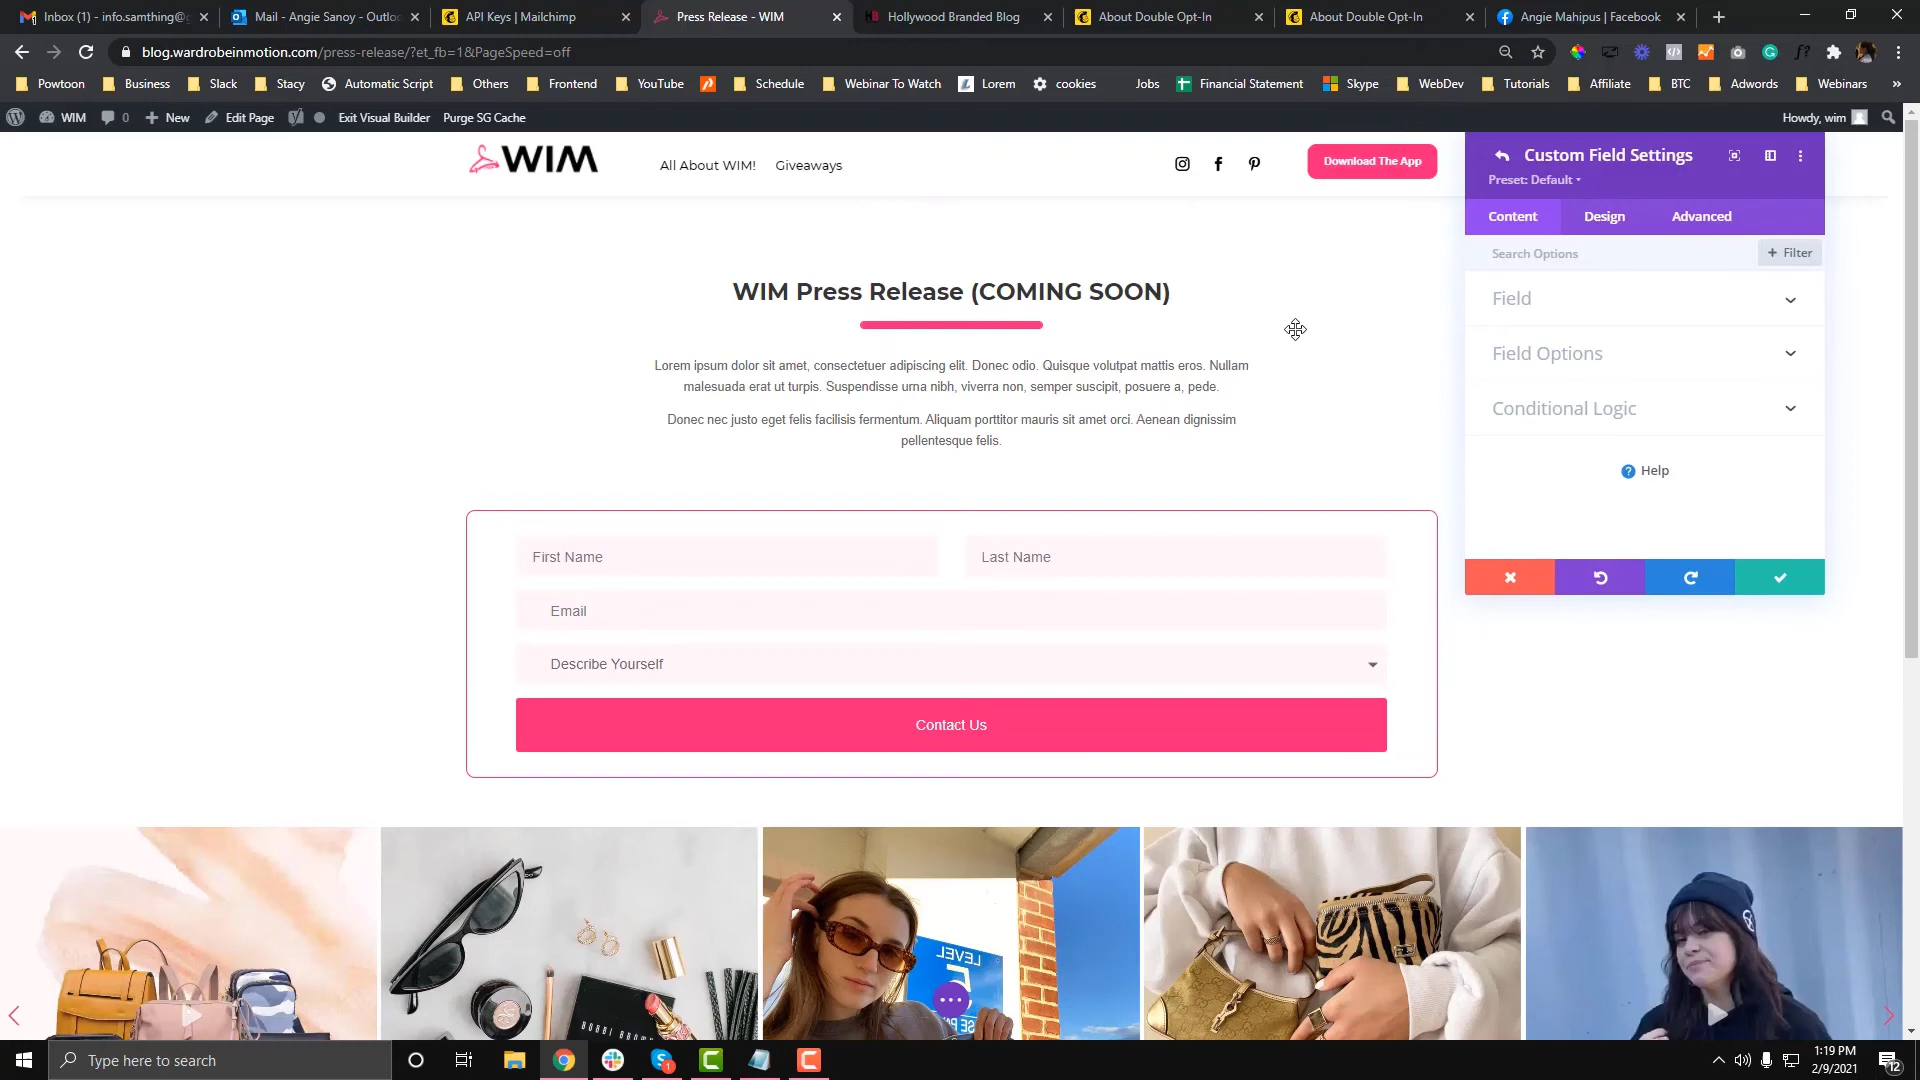 Inbox (1) - info.samthing@g
Mail - Angie Sanoy - Outloo
API Keys | Mailchimp
Press Release - WIM
Hollywood Branded Blog
About Double Opt-In
About Double Opt-In
Angie Mahipus | Facebook
blog.wardrobeinmotion.com/press-release/?et_fb=1&PageSpeed=off
Powtoon
Business
Slack
Stacy
Automatic Script
Others
Frontend
YouTube
Schedule
Webinar To Watch
Lorem
cookies
Jobs
Financial Statement
Skype
WebDev
Tutorials
Affiliate
BTC
Adwords
Webinars
»
WIM
0
+ New
Edit Page
Exit Visual Builder
Purge SG Cache
Howdy, wim
WIM
All About WIM!
Giveaways
Download The App
Custom Field Settings
Preset: Default
Content
Design
Advanced
Search Options
+ Filter
Field
Field Options
Conditional Logic
? Help
WIM Press Release (COMING SOON)
Lorem ipsum dolor sit amet, consectetuer adipiscing elit. Donec odio. Quisque volutpat mattis eros. Nullam
malesuada erat ut turpis. Suspendisse urna nibh, viverra non, semper suscipit, posuere a, pede.
Donec nec justo eget felis facilisis fermentum. Aliquam porttitor mauris sit amet orci. Aenean dignissim
pellentesque felis.
First Name
Last Name
Email
Describe Yourself
Contact Us
BOBBI BROWN
LEVEL
5
Type here to search
1
1:19 PM
2/9/2021
12